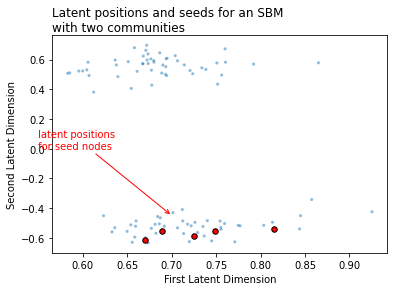 Latent positions and seeds for an SBM
with two communities
Second Latent Dimension
0.6
0.4
0.2
0.0
−0.2
−0.4
−0.6
latent positions
for seed nodes
0.60 0.65 0.70 0.75 0.80 0.85 0.90
First Latent Dimension